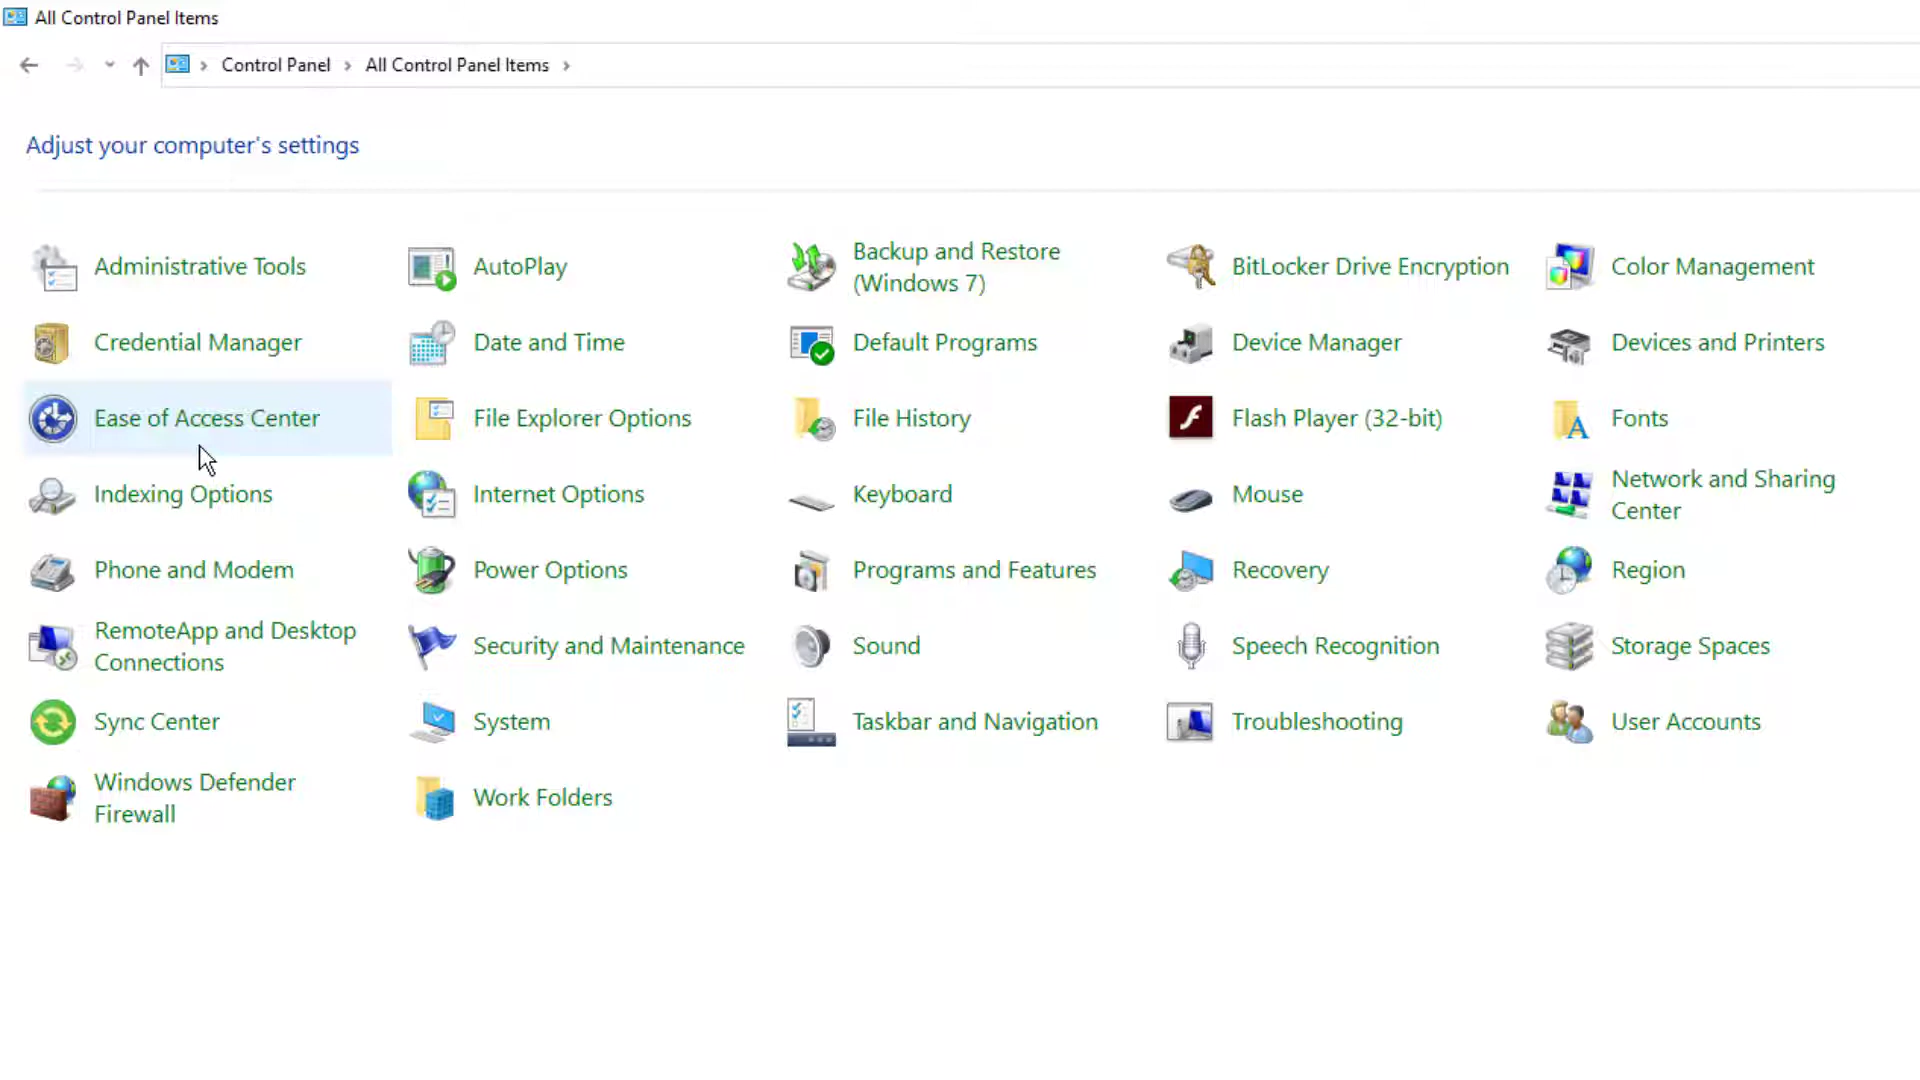 All Control Panel Items
Control Panel > All Control Panel Items >
Adjust your computer's settings
Administrative Tools
AutoPlay
Backup and Restore
(Windows 7)
BitLocker Drive Encryption
Color Management
Credential Manager
Date and Time
Default Programs
Device Manager
Devices and Printers
Ease of Access Center
File Explorer Options
File History
Flash Player (32-bit)
Fonts
Indexing Options
Internet Options
Keyboard
Mouse
Network and Sharing
Center
Phone and Modem
Power Options
Programs and Features
Recovery
Region
RemoteApp and Desktop
Connections
Security and Maintenance
Sound
Speech Recognition
Storage Spaces
Sync Center
System
Taskbar and Navigation
Troubleshooting
User Accounts
Windows Defender
Firewall
Work Folders